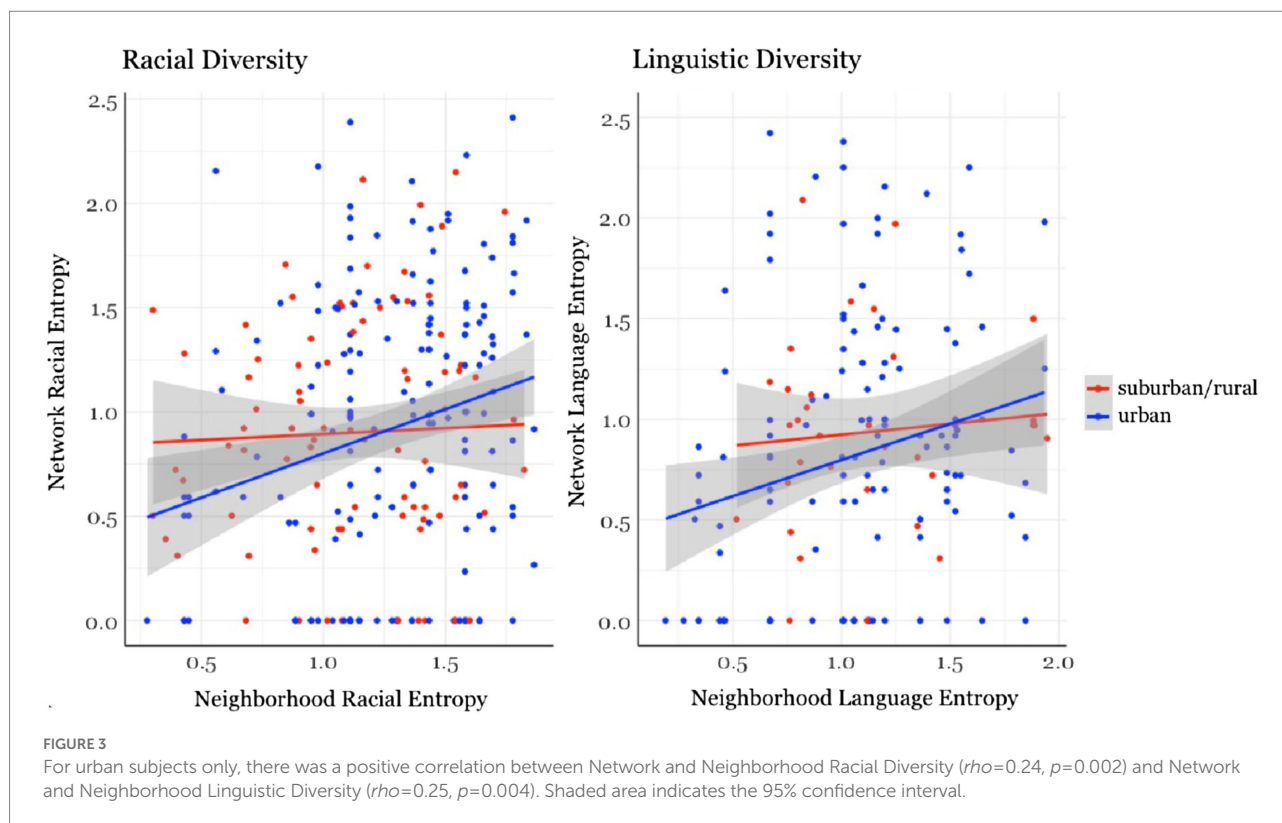 Racial Diversity
Linguistic Diversity
2.5
2.0
1.5
1.0
0.5
0.0
Network Racial Entropy
0.5
1.0
1.5
Neighborhood Racial Entropy
2.5
2.0
1.5
1.0
0.5
0.0
Network Language Entropy
0.5
1.0
1.5
2.0
Neighborhood Language Entropy
suburban/rural
urban
FIGURE 3
For urban subjects only, there was a positive correlation between Network and Neighborhood Racial Diversity (rho=0.24, p=0.002) and Network
and Neighborhood Linguistic Diversity (rho=0.25, p=0.004). Shaded area indicates the 95% confidence interval.